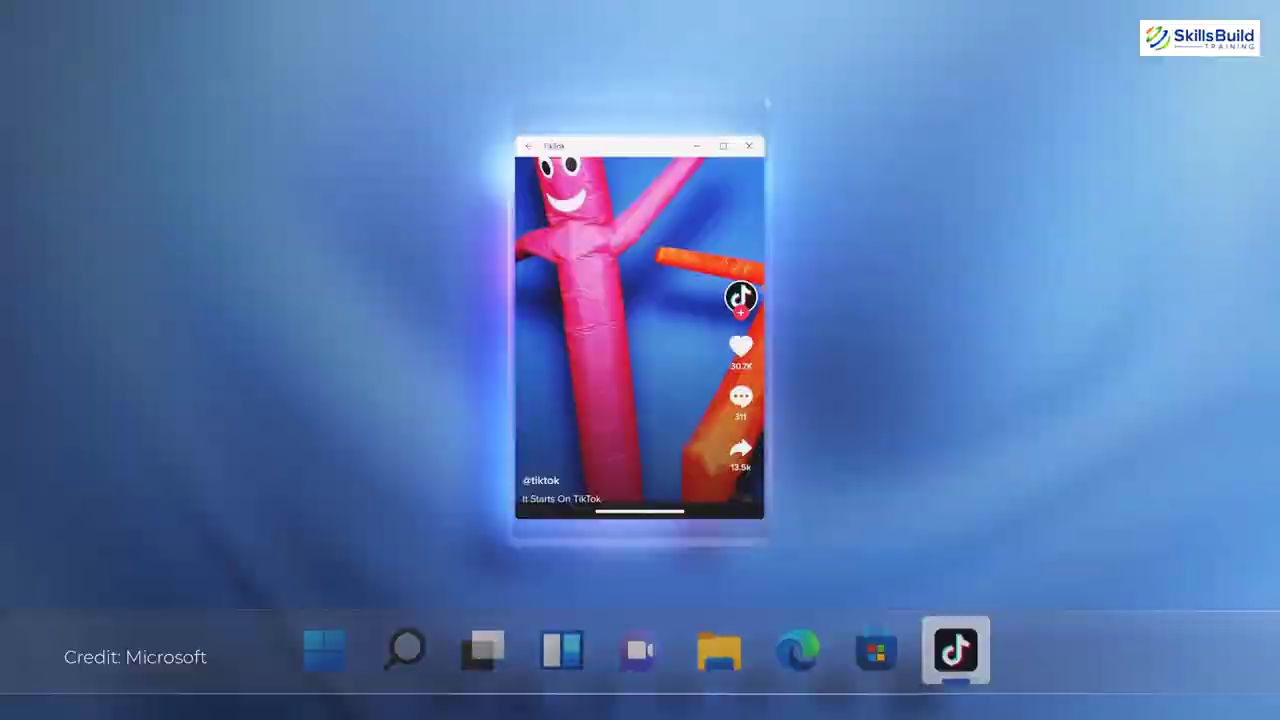 SkillsBuild
TRAINING
TikTok
30.7K
311
13.5k
@tiktok
It Starts On TikTok
Credit: Microsoft